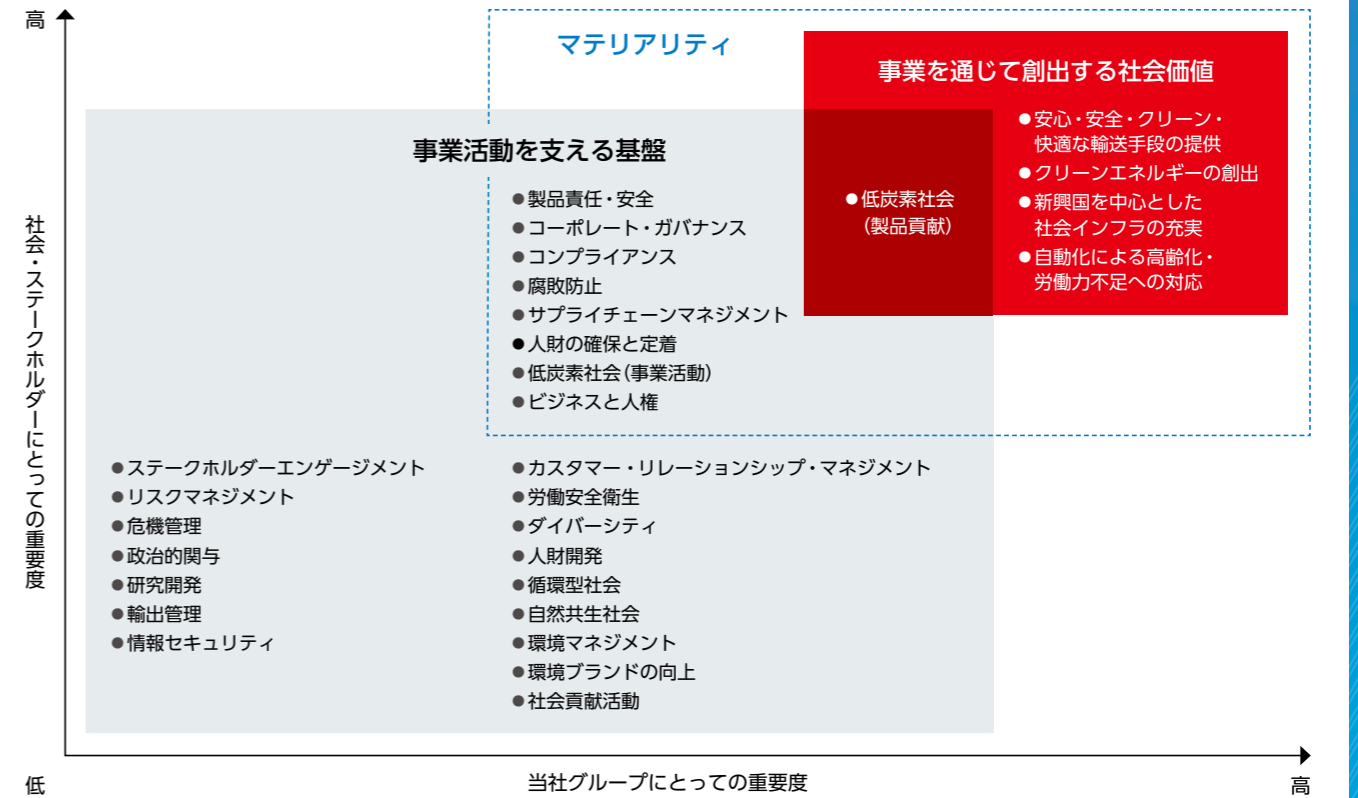 高
マテリアリティ
事業を通じて創出する社会価値
●安心・安全・クリーン・
快適な輸送手段の提供
●クリーンエネルギーの創出
●新興国を中心とした
社会インフラの充実
●自動化による高齢化・
労働力不足への対応
●低炭素社会
(製品貢献)
事業活動を支える基盤
●製品責任・安全
●コーポレート・ガバナンス
●コンプライアンス
●腐敗防止
●サプライチェーンマネジメント
●人財の確保と定着
●低炭素社会(事業活動)
●ビジネスと人権
●ステークホルダーエンゲージメント
●リスクマネジメント
●危機管理
●政治的関与
●研究開発
●輸出管理
●情報セキュリティ
●カスタマー・リレーションシップ・マネジメント
●労働安全衛生
●ダイバーシティ
●人財開発
●循環型社会
●自然共生社会
●環境マネジメント
●環境ブランドの向上
●社会貢献活動
社会・ステークホルダーにとっての重要度
低
当社グループにとっての重要度
高